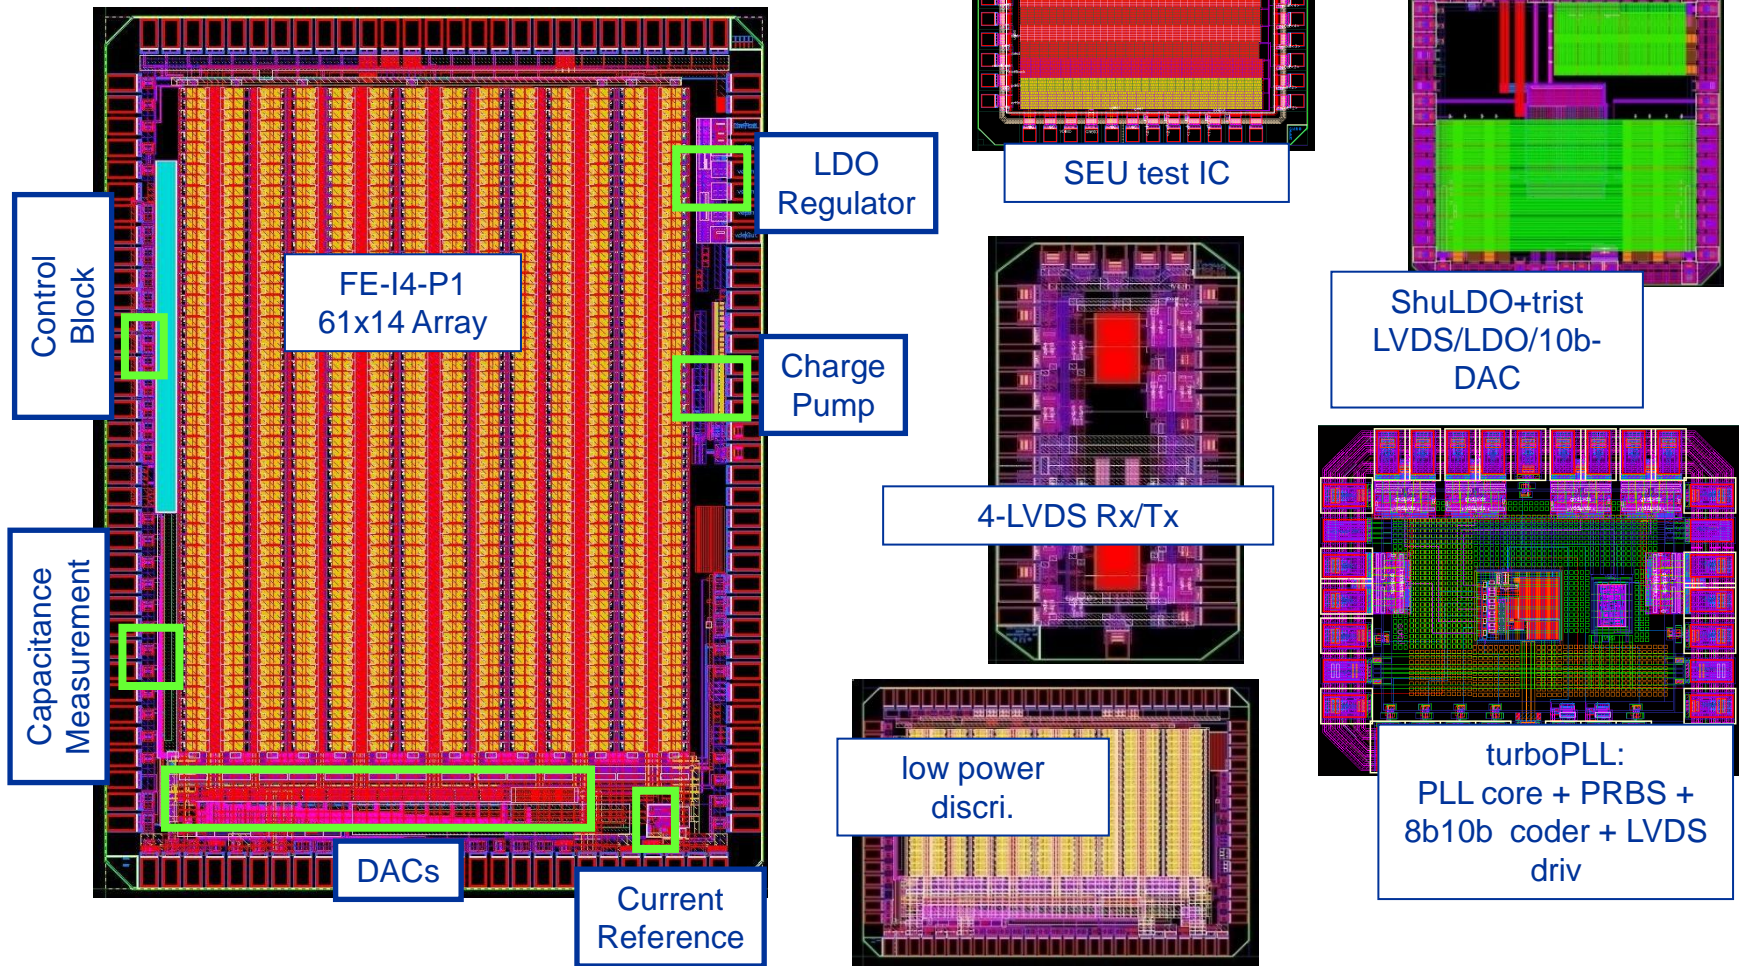 Control
Block
Capacitance
Measurement
FE-I4-P1
61x14 Array
LDO
Regulator
Charge
Pump
DACs
Current
Reference
SEU test IC
4-LVDS Rx/Tx
low power
discri.
ShuLDO+trist
LVDS/LDO/10b-
DAC
turboPLL:
PLL core + PRBS +
8b10b coder + LVDS
driv